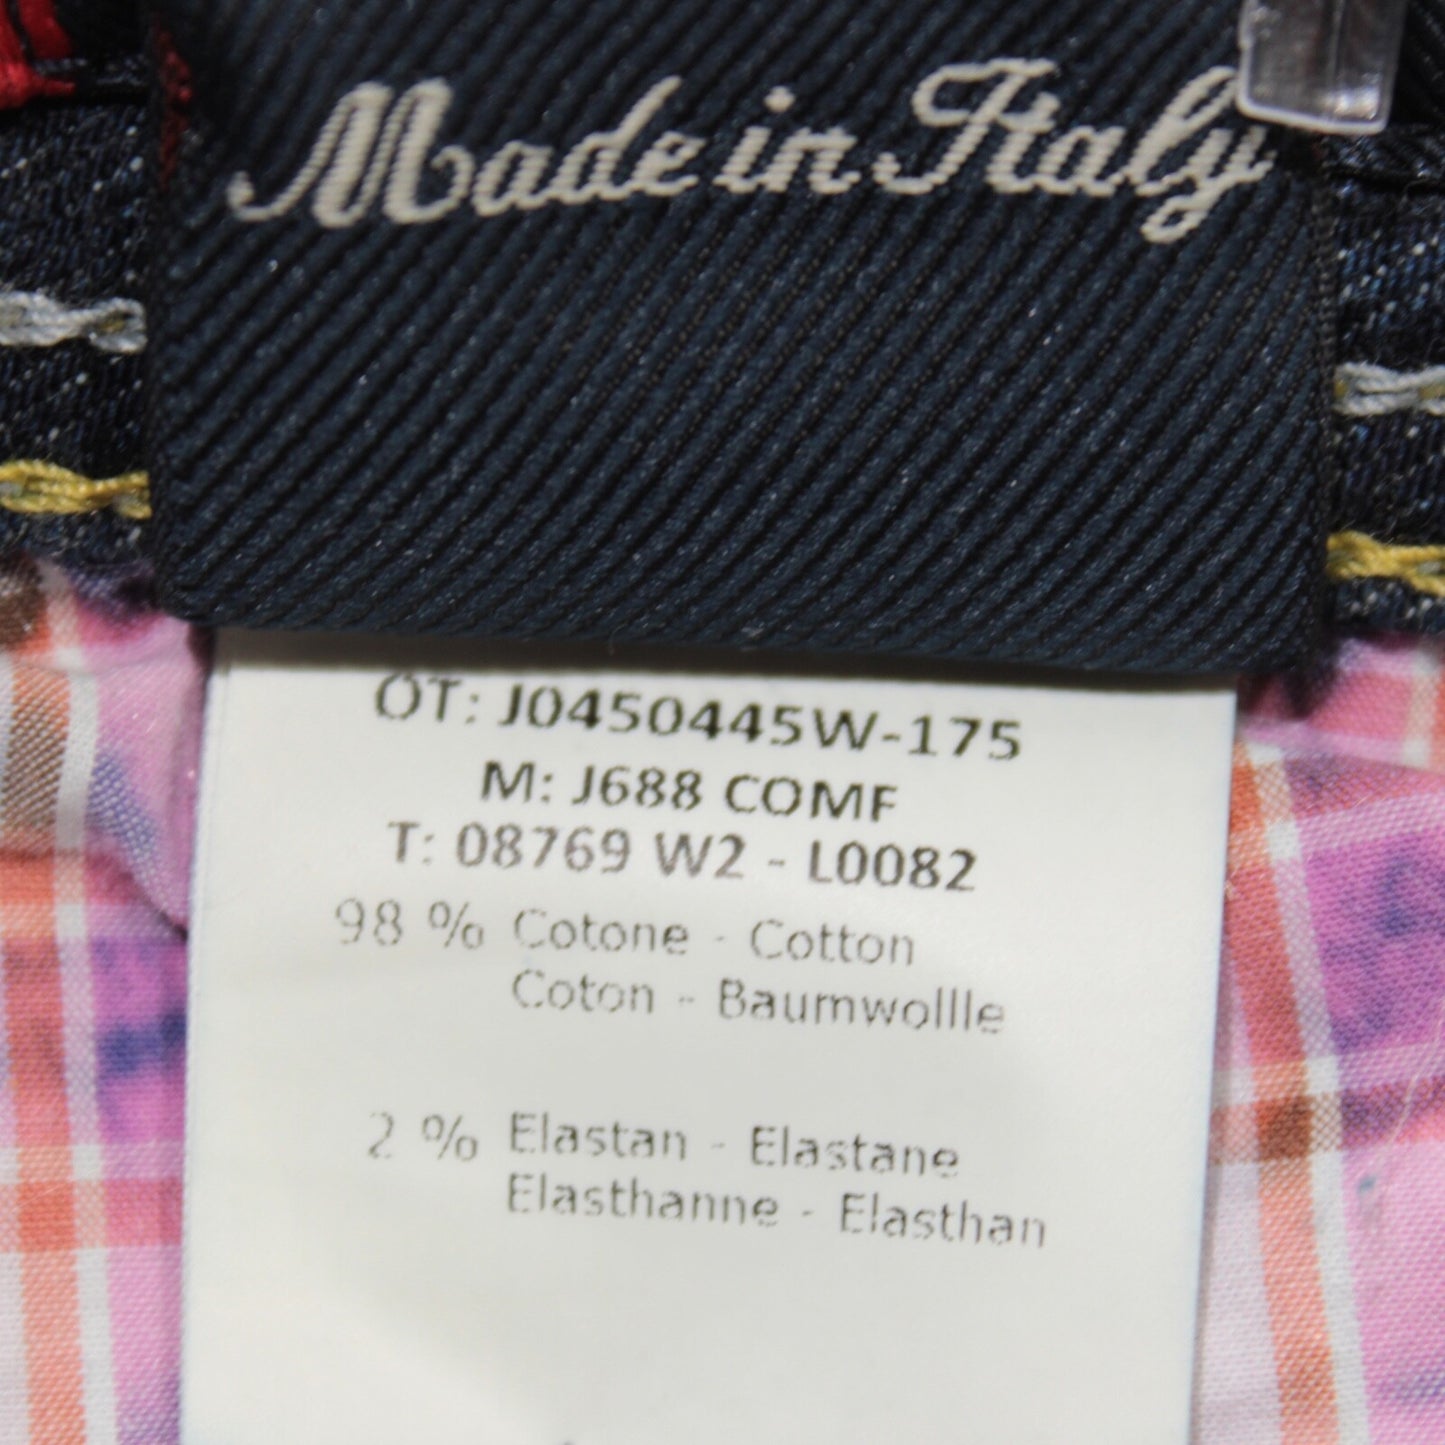 Made in Italy
OT: J0450445W-175
M: J688 COMF
T: 08769 W2 - L0082
98 % Cotone - Cotton
Coton - Baumwollle
2 % Elastan - Elastane
Elasthanne - Elasthan